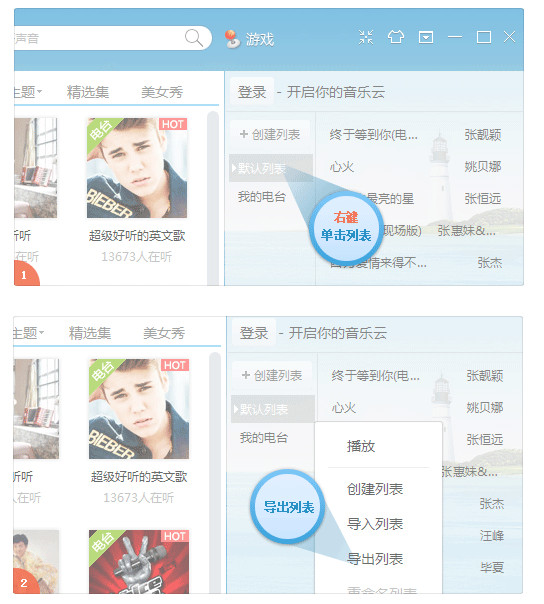 声音
游戏
主题 精选集 美女秀
登录 - 开启你的音乐云
+ 创建列表
默认列表
我的电台
终于等到你(电... 张靓颖
心火 姚贝娜
最亮的星 张恒远
现场版) 张惠妹&...
爱情来得不... 张杰
右键
单击列表
电台
HOT
BIEBER
听听
超级好听的英文歌
在听
13673人在听
1
主题 精选集 美女秀
登录 - 开启你的音乐云
+ 创建列表
默认列表
我的电台
终于等到你(电... 张靓颖
心火 姚贝娜
张恒远
张惠妹&...
张杰
汪峰
毕夏
播放
创建列表
导入列表
导出列表
重命名列表
导出列表
电台
HOT
BIEBER
听听
超级好听的英文歌
在听
13673人在听
电台
HOT
2